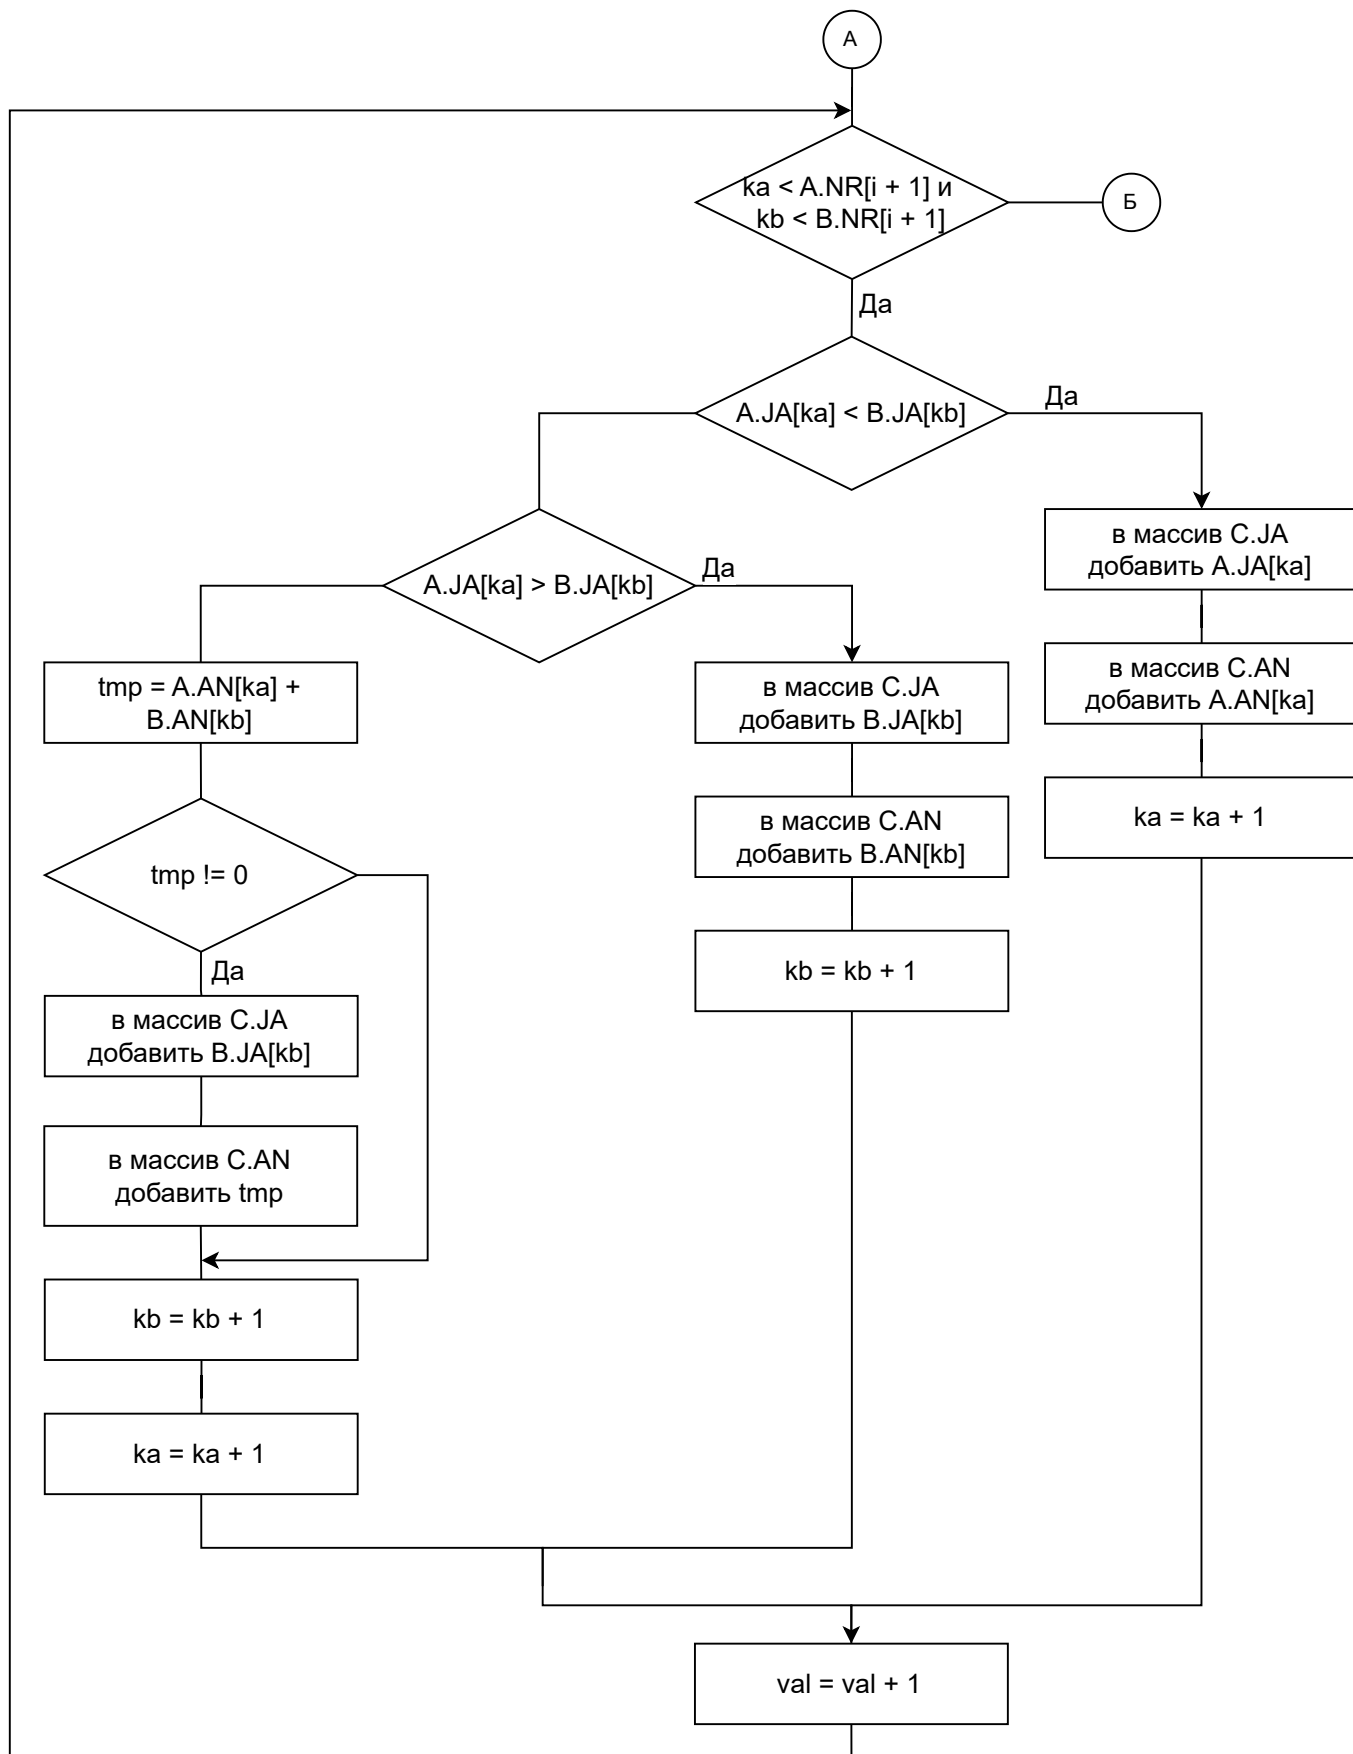 А
ka < A.NR[i + 1] и
kb < B.NR[i + 1]
Б
Да
A.JA[ka] < B.JA[kb]
Да
A.JA[ka] > B.JA[kb]
Да
в массив C.JA
добавить A.JA[ka]
tmp = A.AN[ka] +
B.AN[kb]
в массив C.JA
добавить B.JA[kb]
в массив C.AN
добавить A.AN[ka]
tmp != 0
в массив C.AN
добавить B.AN[kb]
ka = ka + 1
Да
kb = kb + 1
в массив C.JA
добавить B.JA[kb]
в массив C.AN
добавить tmp
kb = kb + 1
ka = ka + 1
val = val + 1